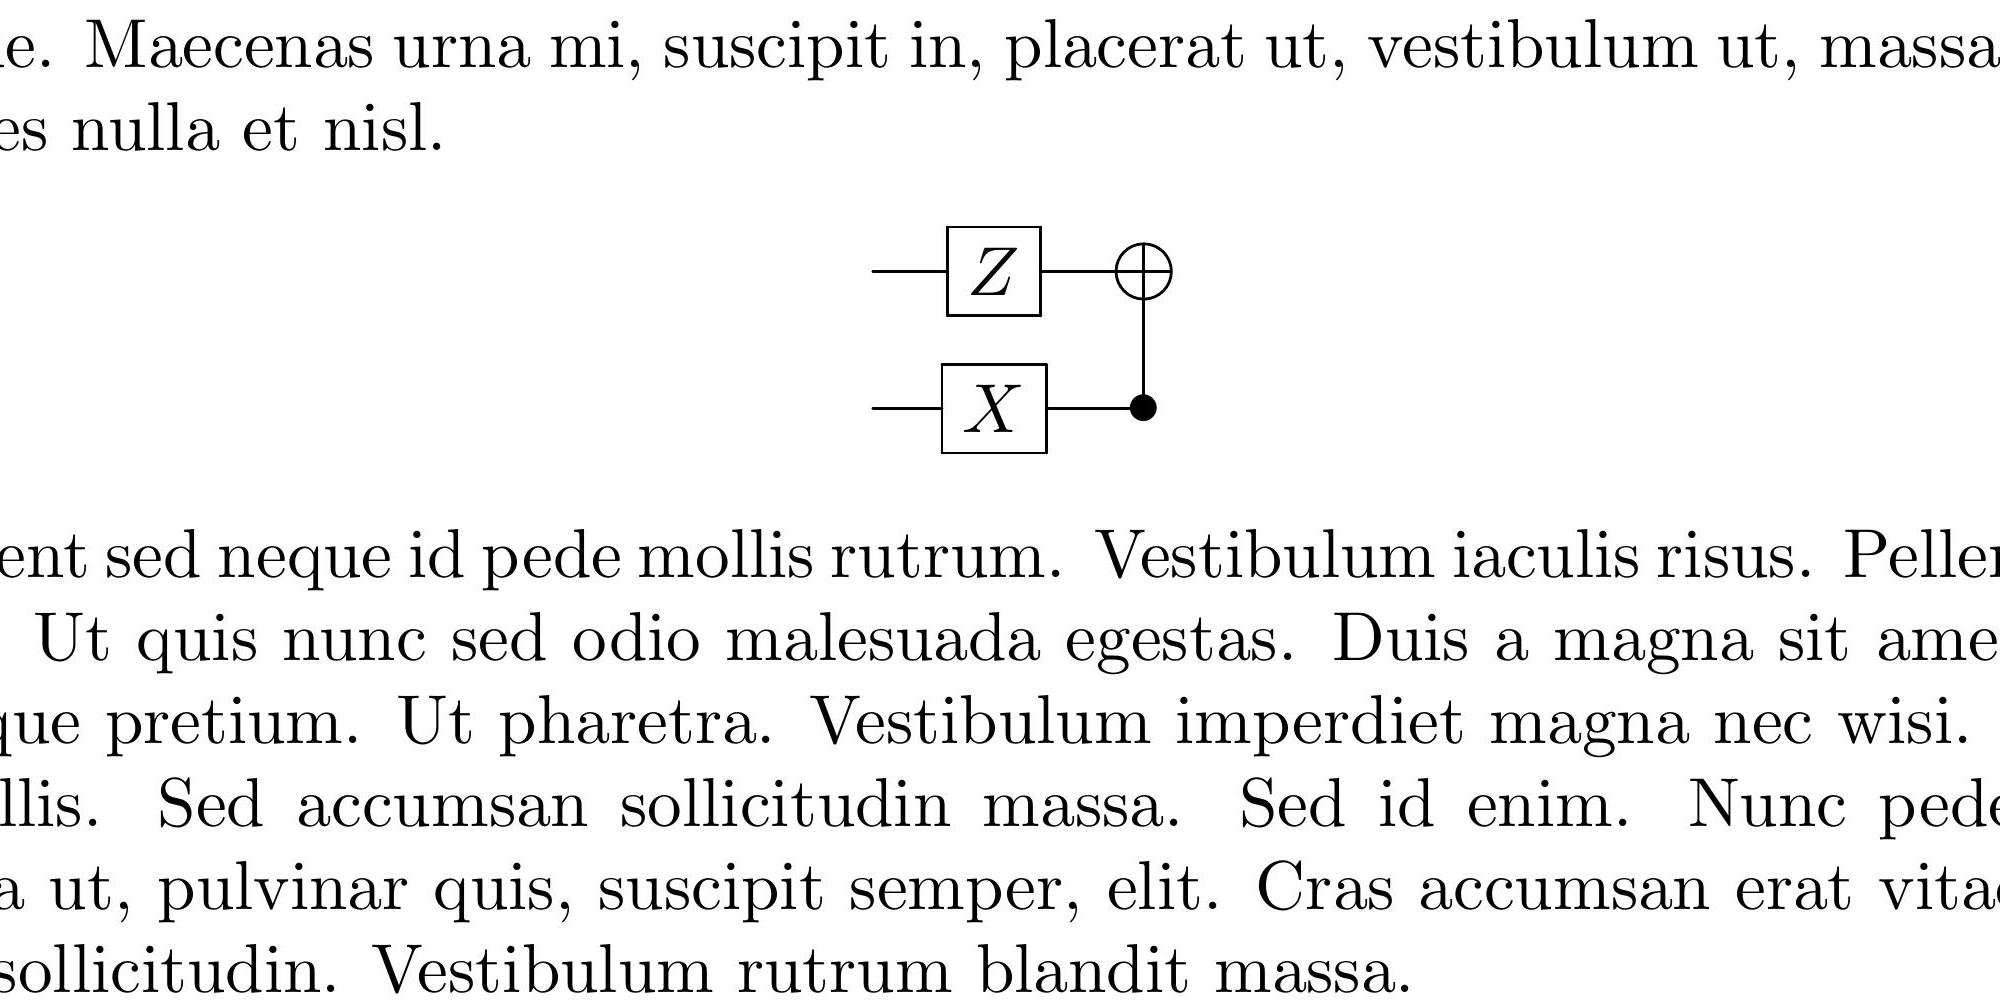 e. Maecenas urna mi, suscipit in, placerat ut, vestibulum ut, massa
es nulla et nisl.
Z
X
ent sed neque id pede mollis rutrum. Vestibulum iaculis risus. Peller
Ut quis nunc sed odio malesuada egestas. Duis a magna sit ame
que pretium. Ut pharetra. Vestibulum imperdiet magna nec wisi.
llis. Sed accumsan sollicitudin massa. Sed id enim. Nunc pede
a ut, pulvinar quis, suscipit semper, elit. Cras accumsan erat vitae
sollicitudin. Vestibulum rutrum blandit massa.